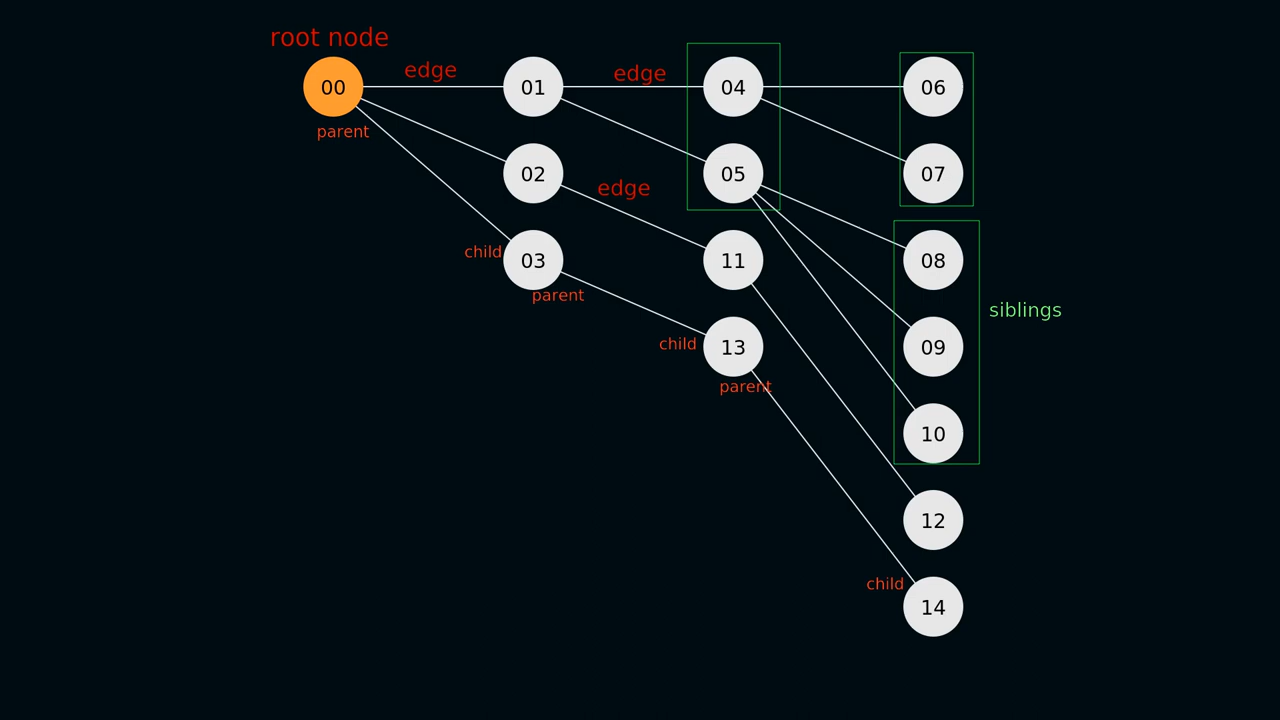 root node
edge
edge
00
01
04
06
parent
02
05
07
edge
child
03
11
08
parent
siblings
child
13
09
parent
10
12
child
14